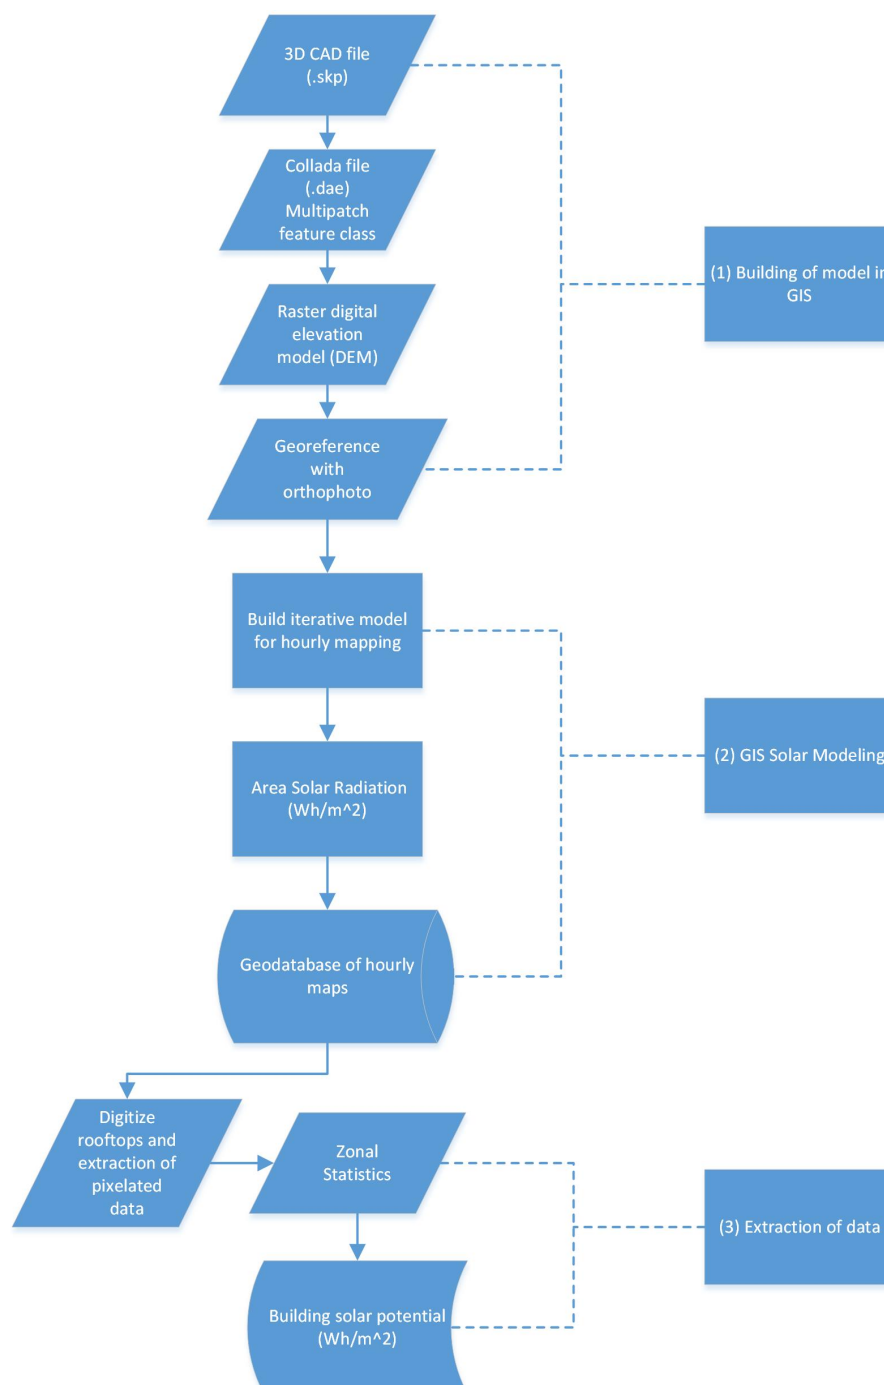 3D CAD file
(.skp)
Collada file
(.dae)
Multipatch
feature class
(1) Building of model in
GIS
Raster digital
elevation
model (DEM)
Georeference
with
orthophoto
Build iterative model
for hourly mapping
(2) GIS Solar Modeling
Area Solar Radiation
(Wh/m^2)
Geodatabase of hourly
maps
Digitize
rooftops and
extraction of
pixelated
data
Zonal
Statistics
(3) Extraction of data
Building solar potential
(Wh/m^2)